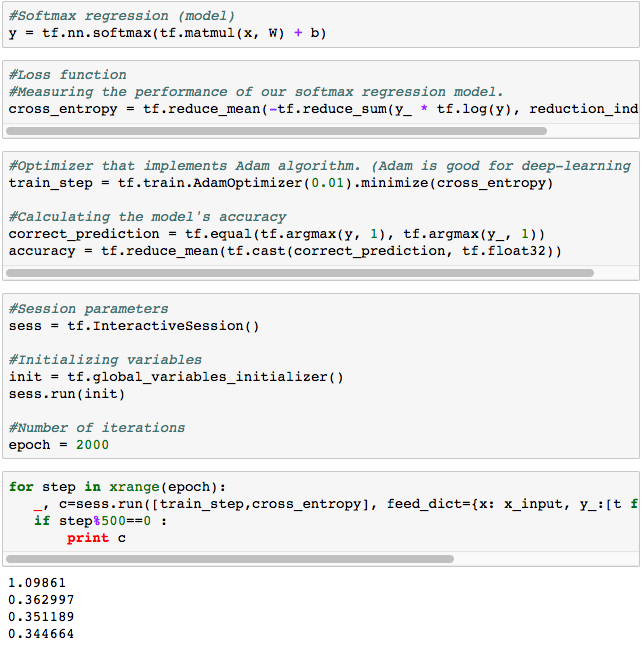 #Softmax regression (model)
y = tf.nn.softmax(tf.matmul(x, W) + b)
#Loss function
#Measuring the performance of our softmax regression model.
cross_entropy = tf.reduce_mean(-tf.reduce_sum(y_ * tf.log(y), reduction_ind
#Optimizer that implements Adam algorithm. (Adam is good for deep-learning
train_step = tf.train.AdamOptimizer(0.01).minimize(cross_entropy)
#Calculating the model's accuracy
correct_prediction = tf.equal(tf.argmax(y, 1), tf.argmax(y_, 1))
accuracy = tf.reduce_mean(tf.cast(correct_prediction, tf.float32))
#Session parameters
sess = tf.InteractiveSession()
#Initializing variables
init = tf.global_variables_initializer()
sess.run(init)
#Number of iterations
epoch = 2000
for step in xrange(epoch):
_, c=sess.run([train_step,cross_entropy], feed_dict={x: x_input, y_:[t f
if step%500==0 :
print c
1.09861
0.362997
0.351189
0.344664